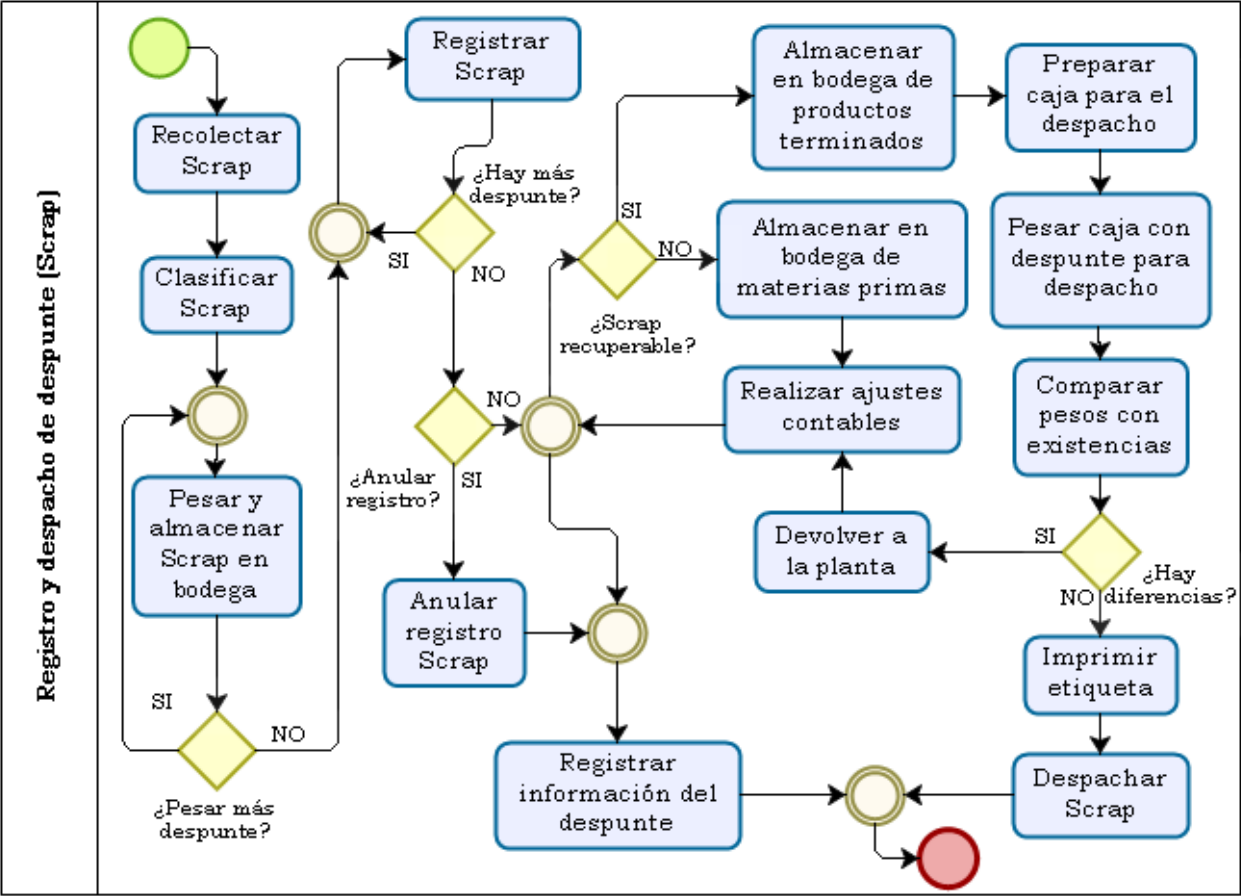 Registro y despacho de despunte (Scrap)
Recolectar
Scrap
Clasificar
Scrap
Pesar y
almacenar
Scrap en
bodega
SI
NO
¿Pesar más
despunte?
Registrar
Scrap
¿Hay más
despunte?
SI
NO
¿Anular
registro?
NO
SI
Anular
registro
Scrap
Registrar
información del
despunte
¿Scrap
recuperable?
SI
NO
Almacenar
en bodega de
productos
terminados
Almacenar en
bodega de
materias primas
Realizar ajustes
contables
Devolver a
la planta
Preparar
caja para el
despacho
Pesar caja con
despunte para
despacho
Comparar
pesos con
existencias
SI
¿Hay
diferencias?
NO
Imprimir
etiqueta
Despachar
Scrap